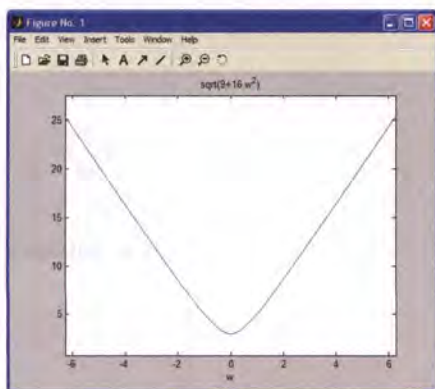 Figure No. 1
File Edit View Insert Tools Window Help
A
sqrt(9+16 w²)
25
20
15
10
5
-6 -4 -2 0 2 4 6
w